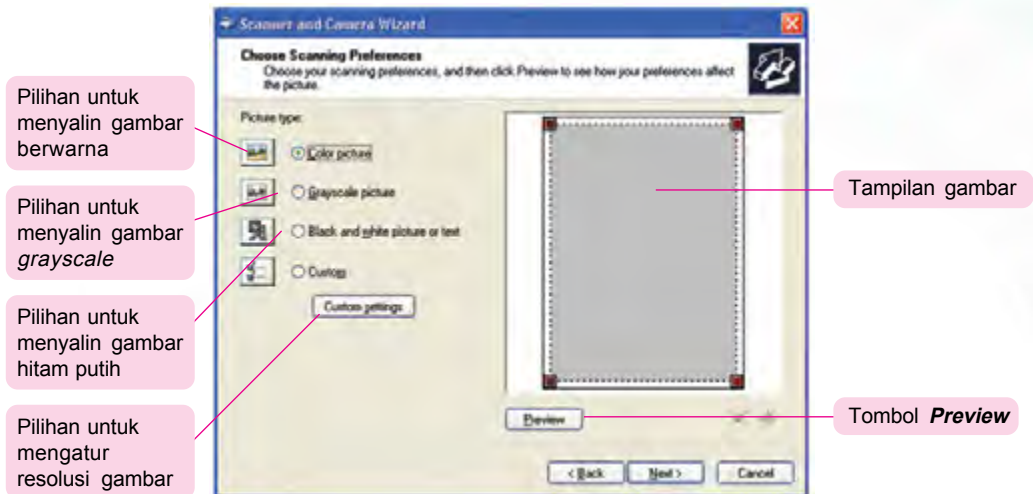 Scanner and Camera Wizard
Choose Scanning Preferences
Choose your scanning preferences, and then click Preview to see how your preferences affect
the picture.
Pilihan untuk
menyalin gambar
berwarna
Pilihan untuk
menyalin gambar
grayscale
Pilihan untuk
menyalin gambar
hitam putih
Pilihan untuk
mengatur
resolusi gambar
Picture type:
Color picture
Grayscale picture
Black and white picture or text
Custom
Custom settings
Tampilan gambar
Preview
Tombol Preview
< Back
Next >
Cancel